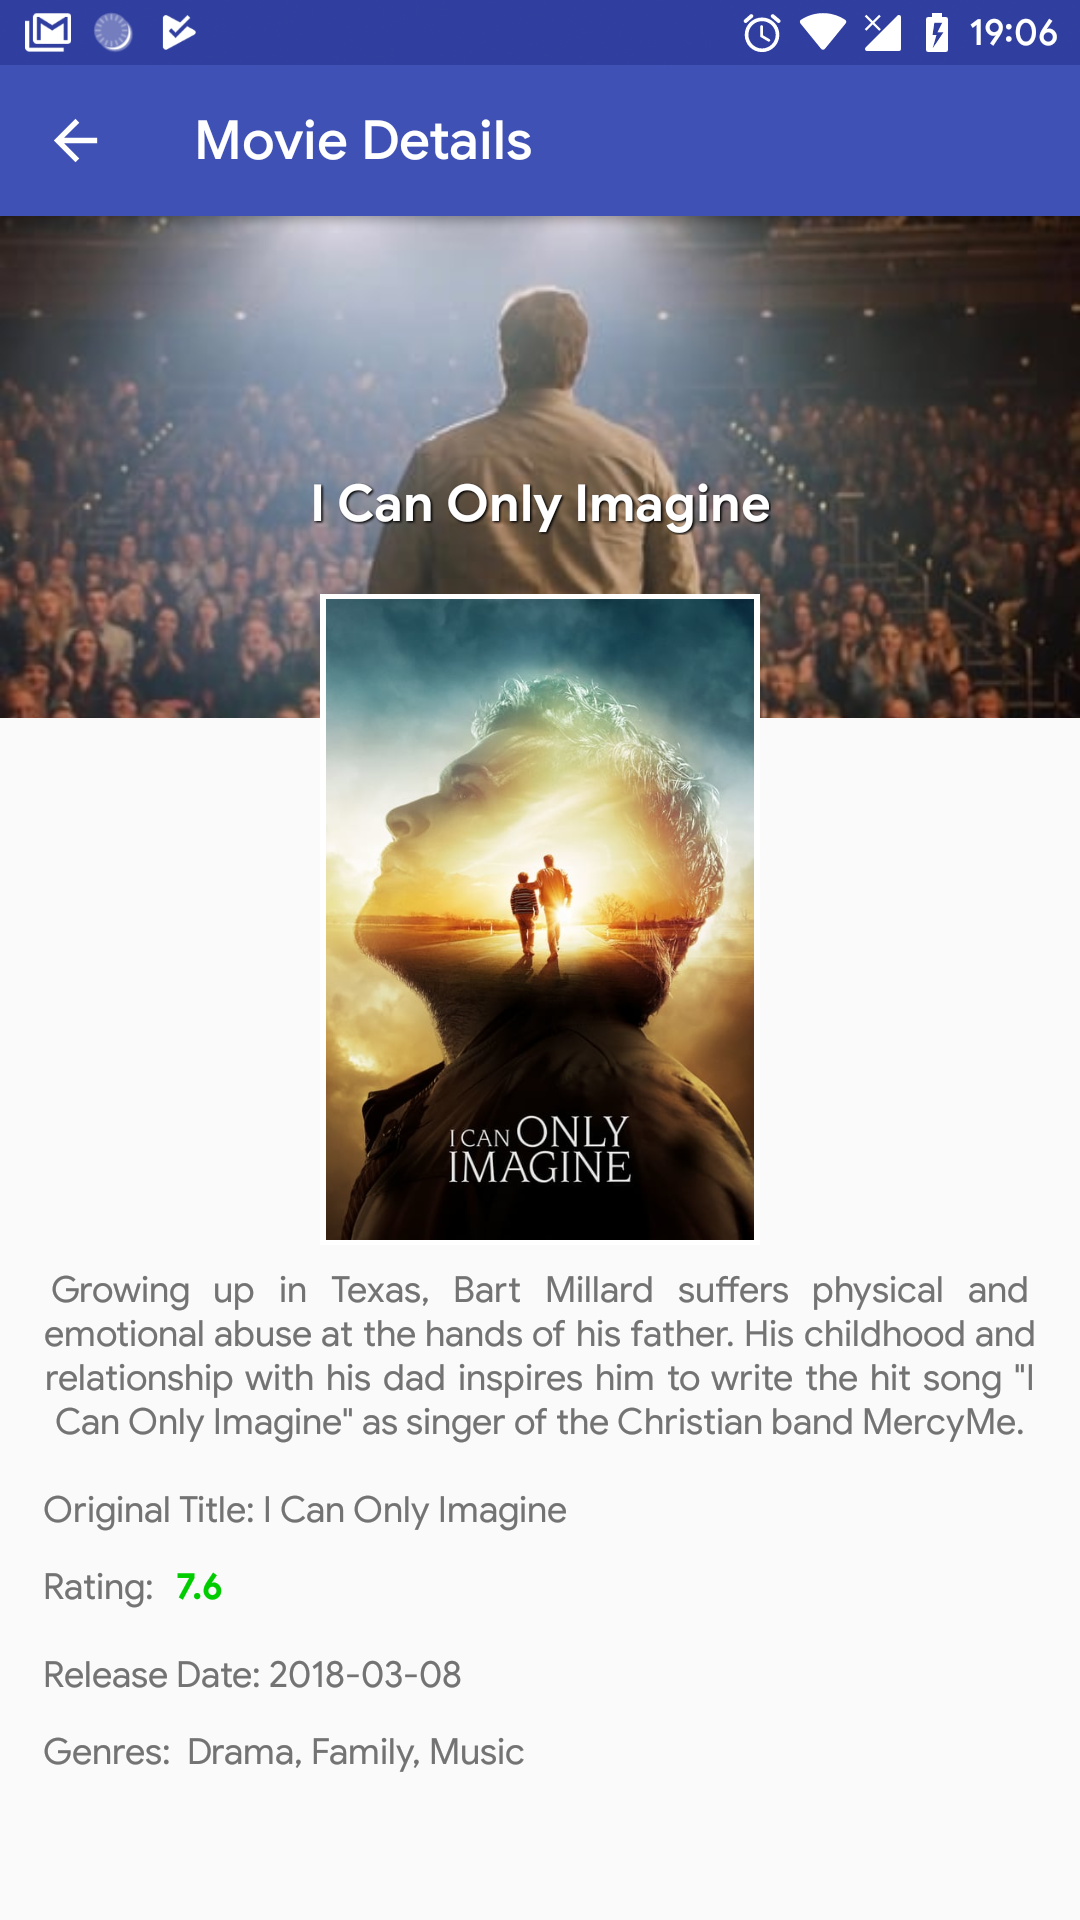 19:06
Movie Details
I Can Only Imagine
I CAN ONLY
IMAGINE
Growing up in Texas, Bart Millard suffers physical and
emotional abuse at the hands of his father. His childhood and
relationship with his dad inspires him to write the hit song "I
Can Only Imagine" as singer of the Christian band MercyMe.
Original Title: I Can Only Imagine
Rating: 7.6
Release Date: 2018-03-08
Genres: Drama, Family, Music